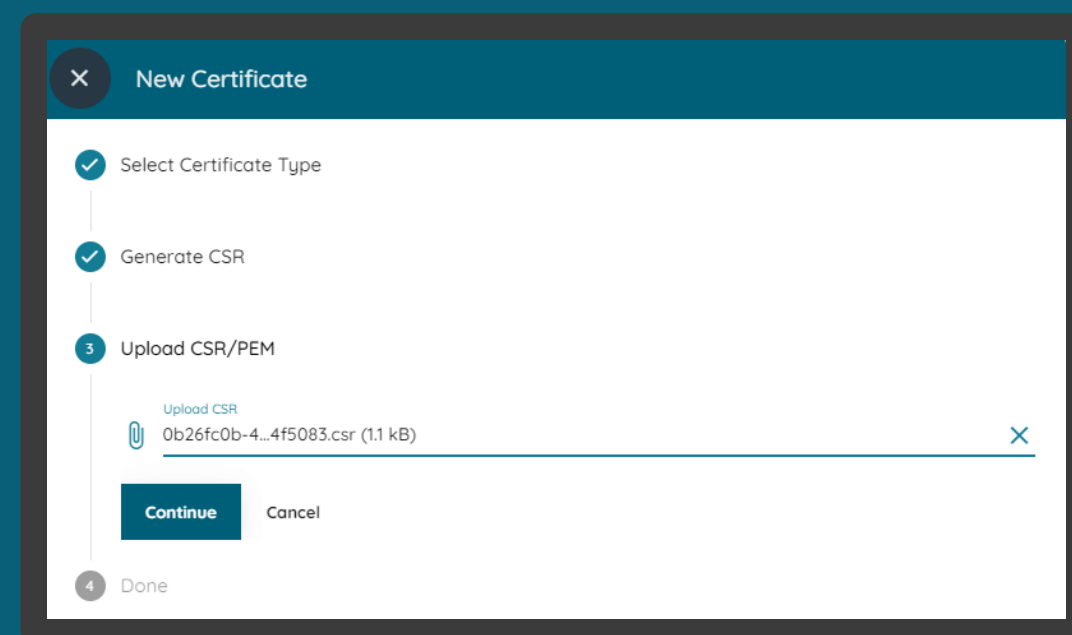 New Certificate
Select Certificate Type
Generate CSR
3 Upload CSR/PEM
Upload CSR
0b26fc0b-4...4f5083.csr (1.1 kB)
Continue Cancel
4 Done